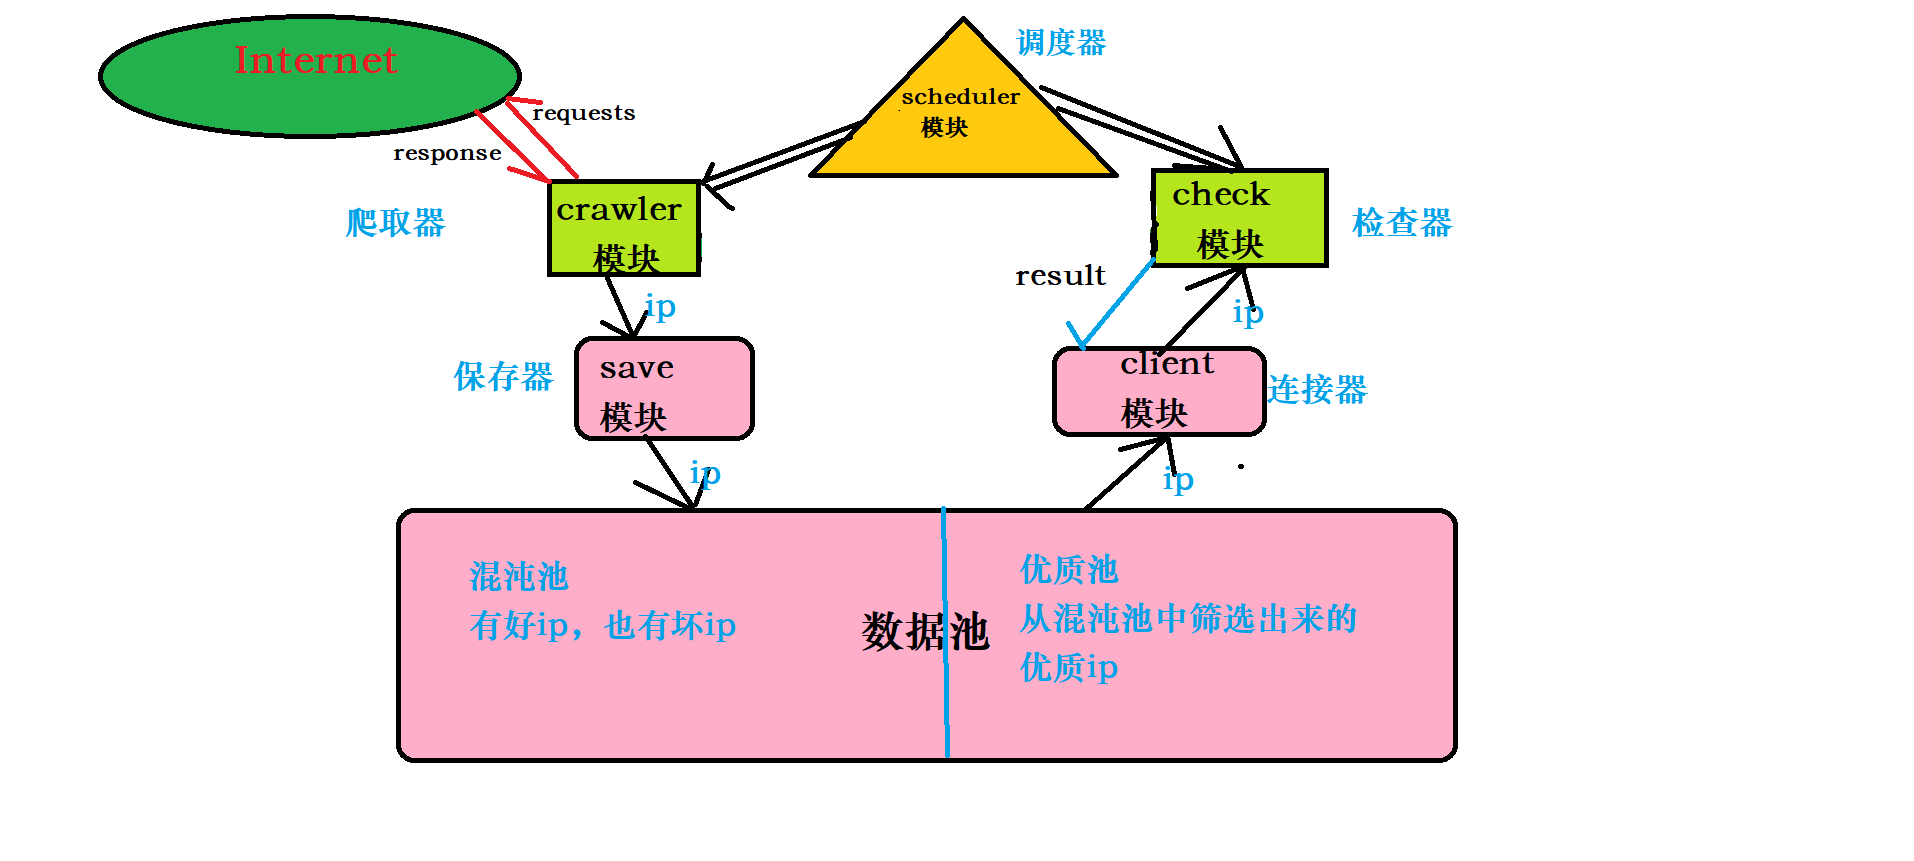 Internet
requests
response
调度器
scheduler
模块
crawler
模块
爬取器
check
模块
检查器
ip
result
ip
保存器
save
模块
client
模块
连接器
ip
ip
混沌池
有好ip，也有坏ip
数据池
优质池
从混沌池中筛选出来的
优质ip